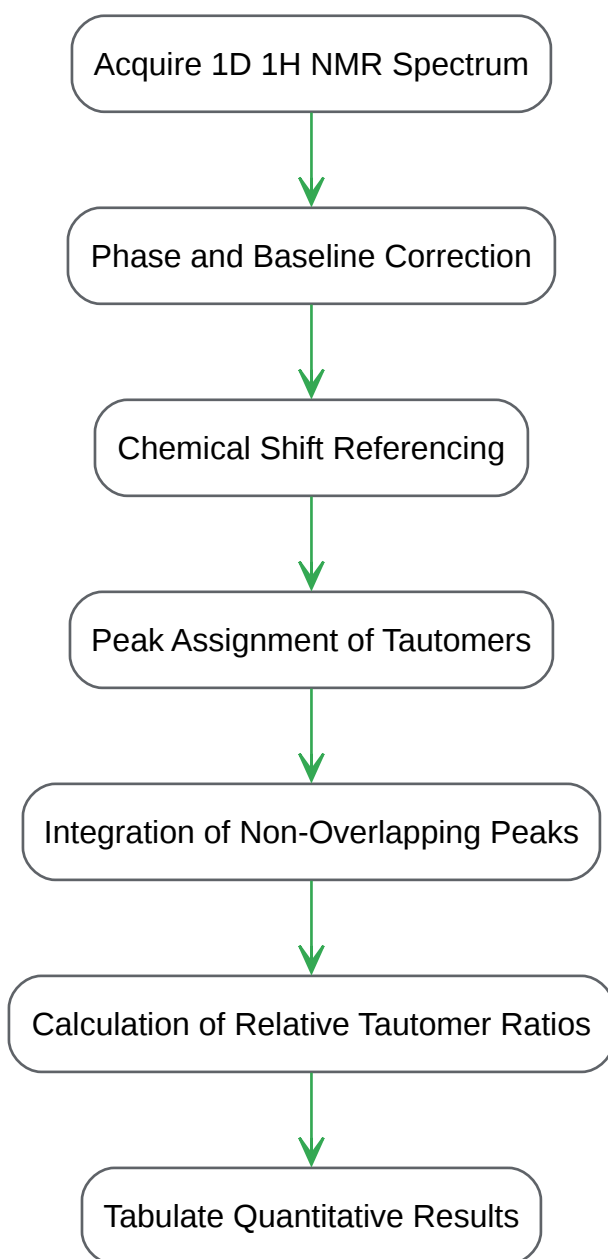 Acquire 1D 1H NMR Spectrum
Phase and Baseline Correction
Chemical Shift Referencing
Peak Assignment of Tautomers
Integration of Non-Overlapping Peaks
Calculation of Relative Tautomer Ratios
Tabulate Quantitative Results